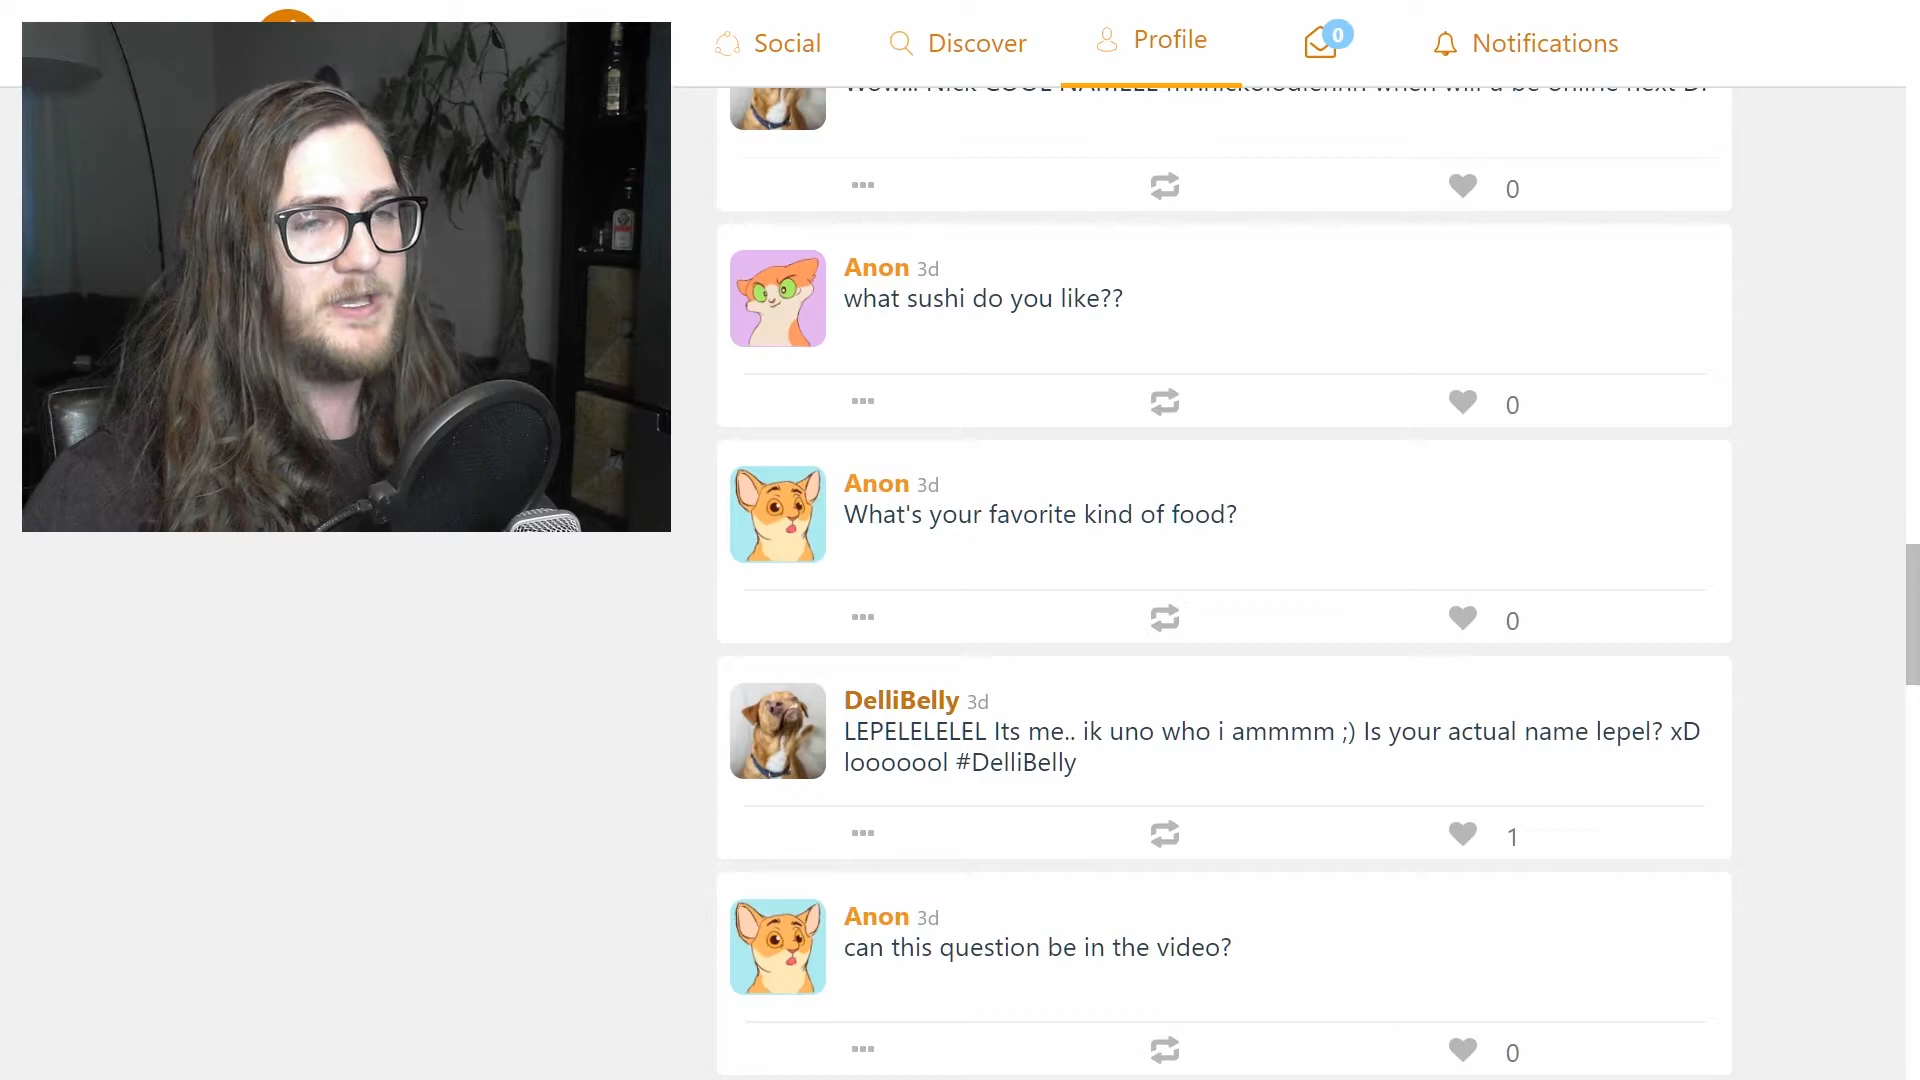 Social
Discover
Profile
0
Notifications
0
Anon 3d
what sushi do you like??
0
Anon 3d
What's your favorite kind of food?
0
DelliBelly 3d
LEPELELELEL Its me.. ik uno who i ammmm ;) Is your actual name lepel? xD
looooool #DelliBelly
1
Anon 3d
can this question be in the video?
0